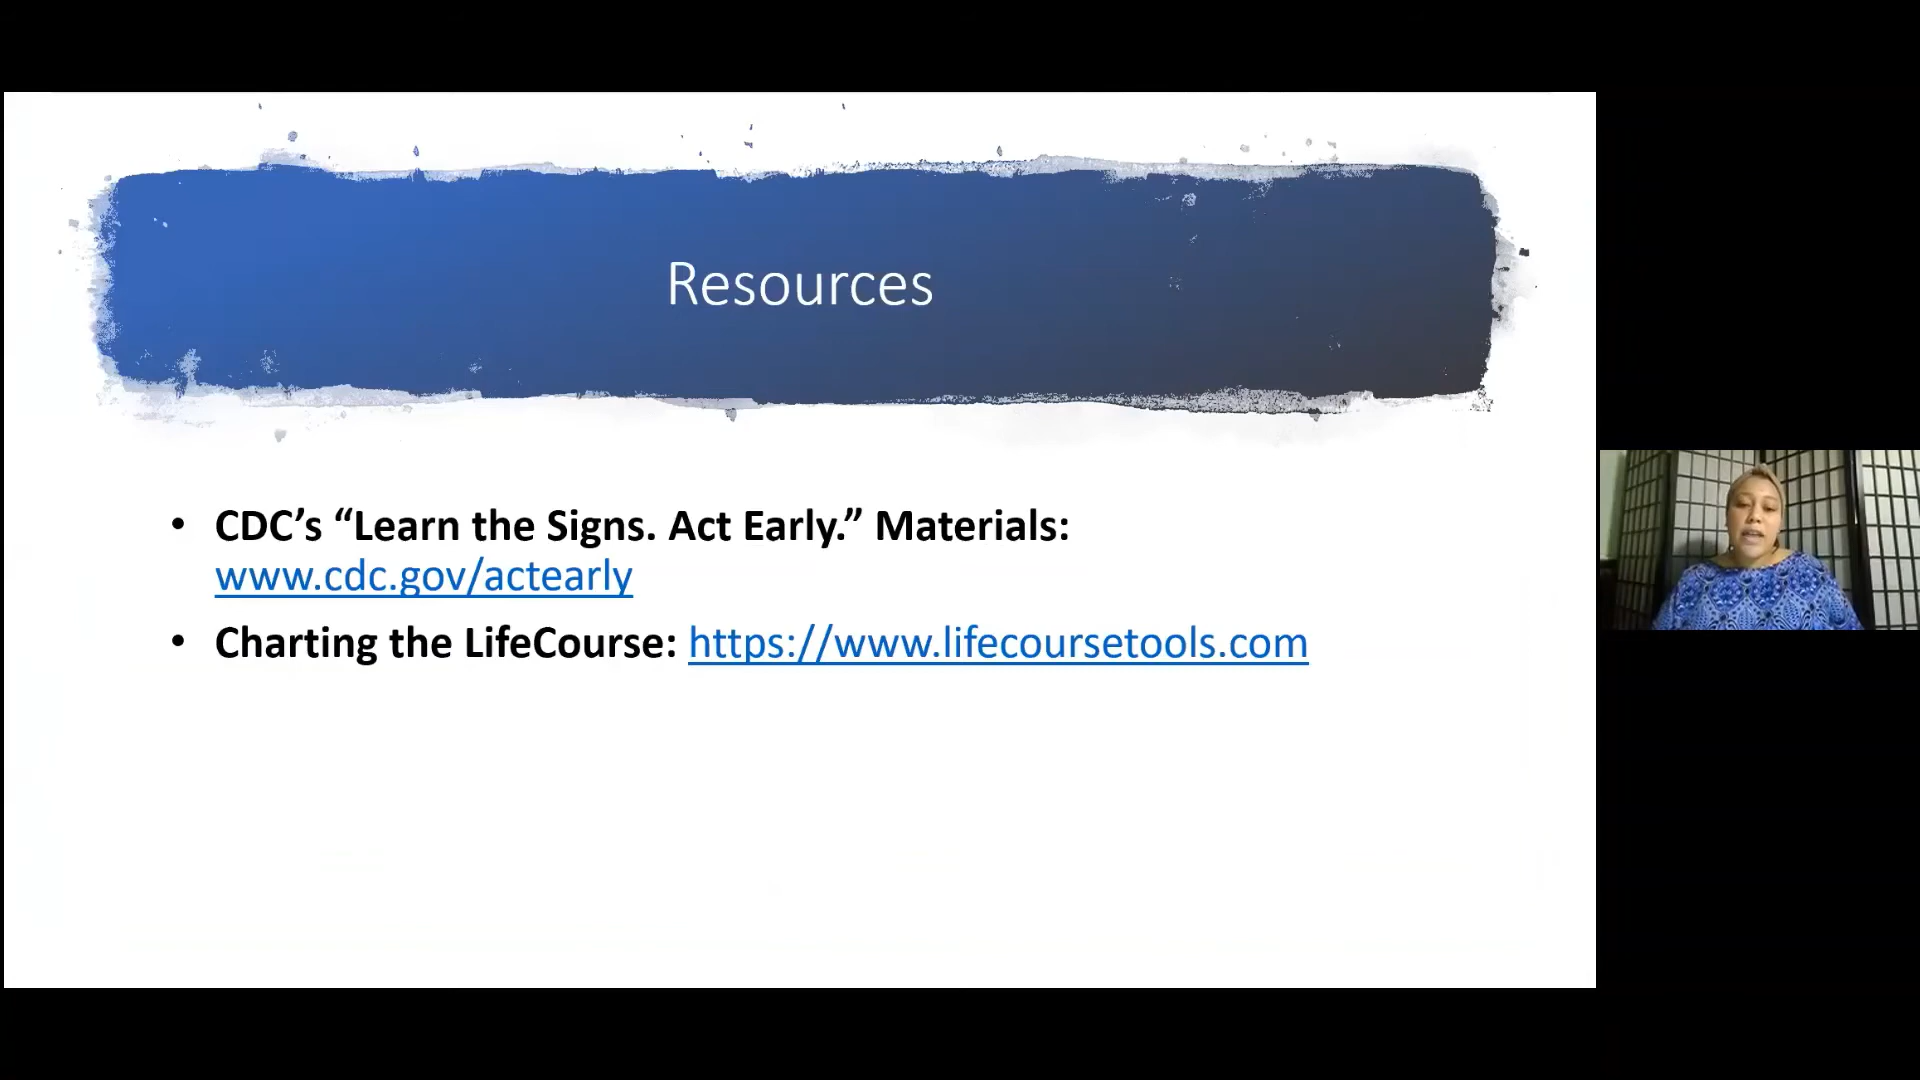 Resources
• CDC’s “Learn the Signs. Act Early.” Materials:
www.cdc.gov/actearly
• Charting the LifeCourse: https://www.lifecoursetools.com